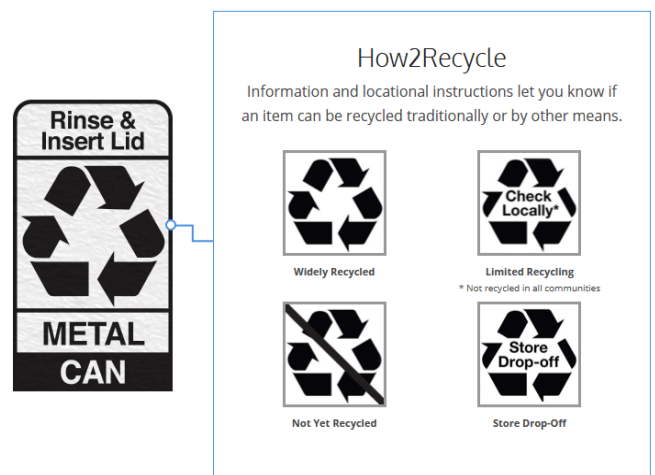 Rinse &
Insert Lid
METAL
CAN
How2Recycle
Information and locational instructions let you know if
an item can be recycled traditionally or by other means.
Widely Recycled
Check
Locally*
Limited Recycling
* Not recycled in all communities
Not Yet Recycled
Store
Drop-off
Store Drop-Off